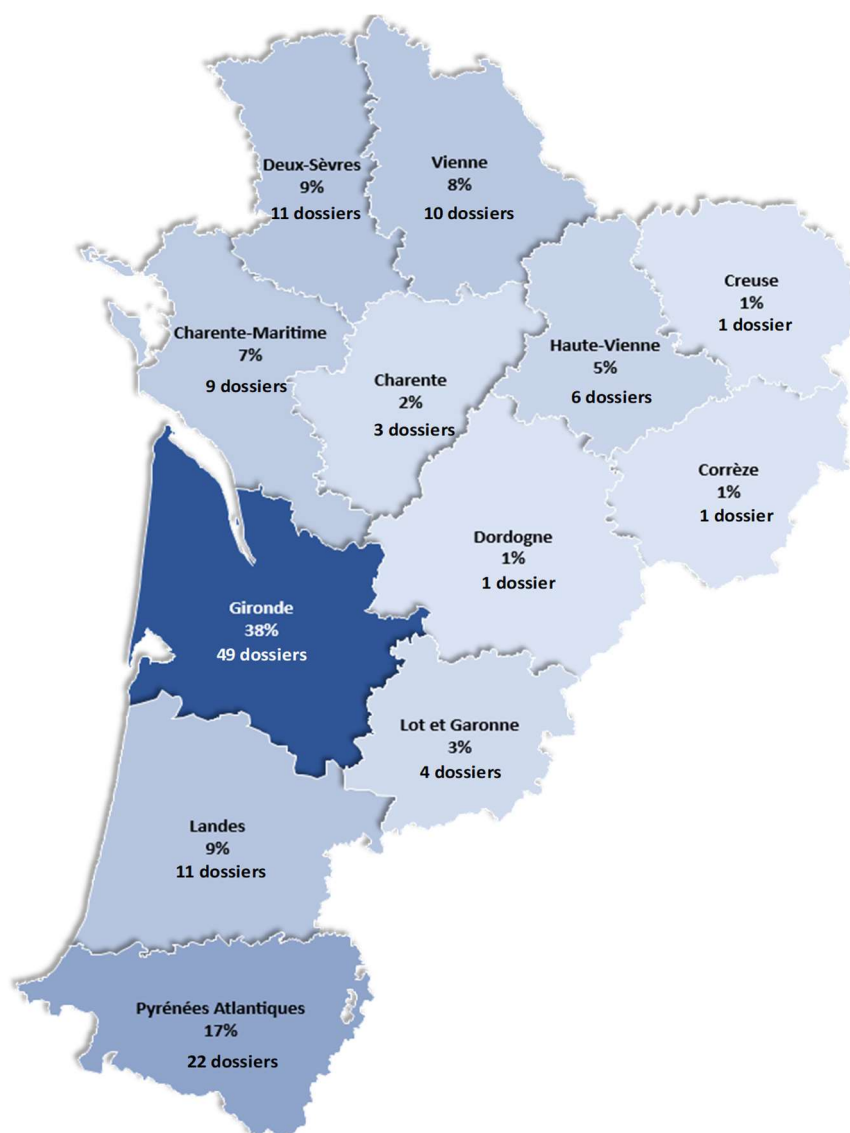 Deux-Sèvres
9%
11 dossiers
Vienne
8%
10 dossiers
Creuse
1%
1 dossier
Charente-Maritime
7%
9 dossiers
Haute-Vienne
5%
6 dossiers
Charente
2%
3 dossiers
Corrèze
1%
1 dossier
Dordogne
1%
1 dossier
Gironde
38%
49 dossiers
Lot et Garonne
3%
4 dossiers
Landes
9%
11 dossiers
Pyrénées Atlantiques
17%
22 dossiers